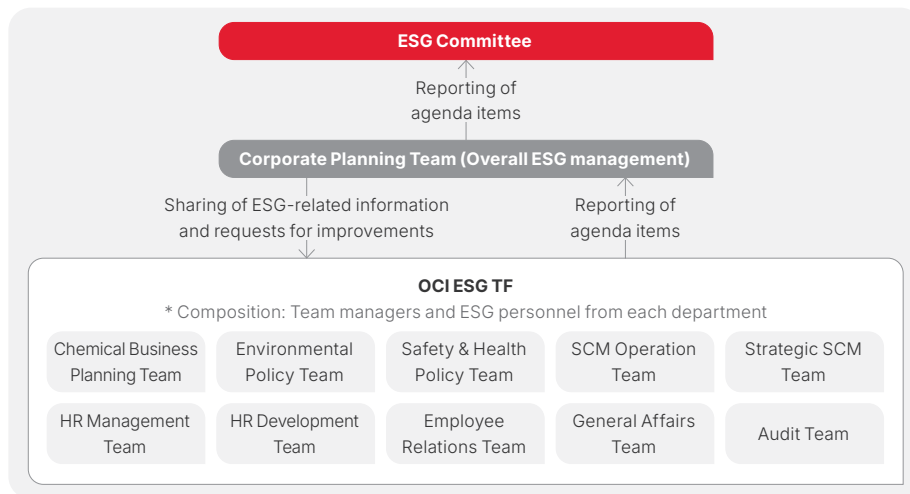 ESG Committee
Reporting of
agenda items
Corporate Planning Team (Overall ESG management)
Sharing of ESG-related information
and requests for improvements
Reporting of
agenda items
OCI ESG TF
* Composition: Team managers and ESG personnel from each department
Chemical Business
Planning Team
Environmental
Policy Team
Safety & Health
Policy Team
SCM Operation
Team
Strategic SCM
Team
HR Management
Team
HR Development
Team
Employee
Relations Team
General Affairs
Team
Audit Team